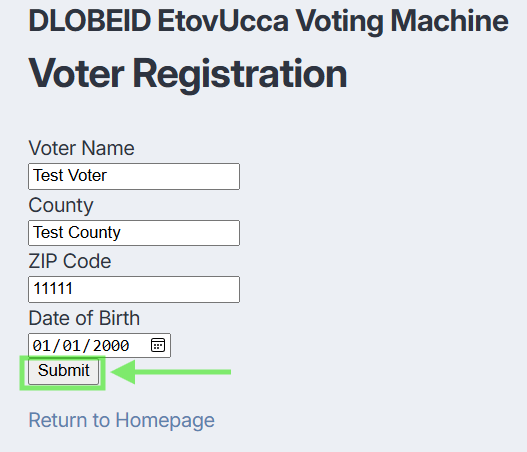 DLOBEID EtovUcca Voting Machine
Voter Registration
Voter Name
Test Voter
County
Test County
ZIP Code
11111
Date of Birth
01/01/2000
Submit
Return to Homepage